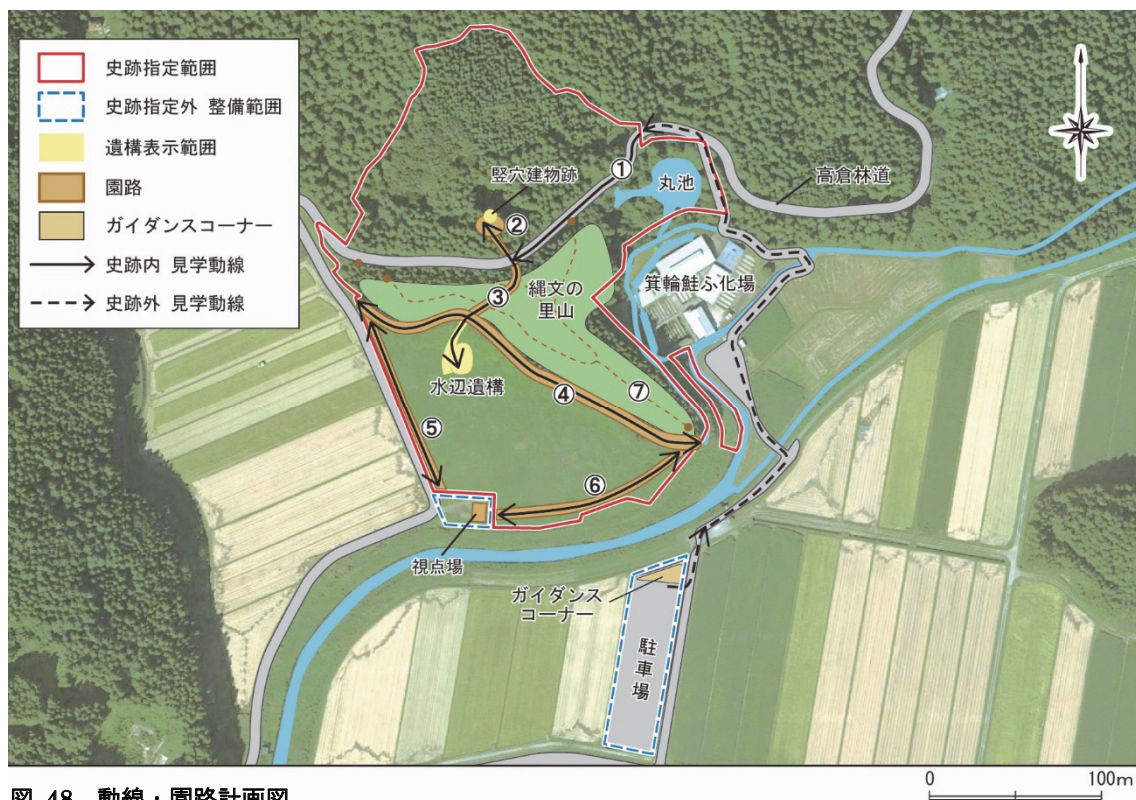 史跡指定範囲
史跡指定外 整備範囲
遺構表示範囲
園路
ガイダンスコーナー
史跡内 見学動線
史跡外 見学動線
①
丸池
高倉林道
竪穴建物跡
②
箕輪鮭ふ化場
③
縄文の
里山
水辺遺構
④
⑦
⑤
⑥
視点場
ガイダンス
コーナー
駐車場
0 100m
図 48 動線・園路計画図